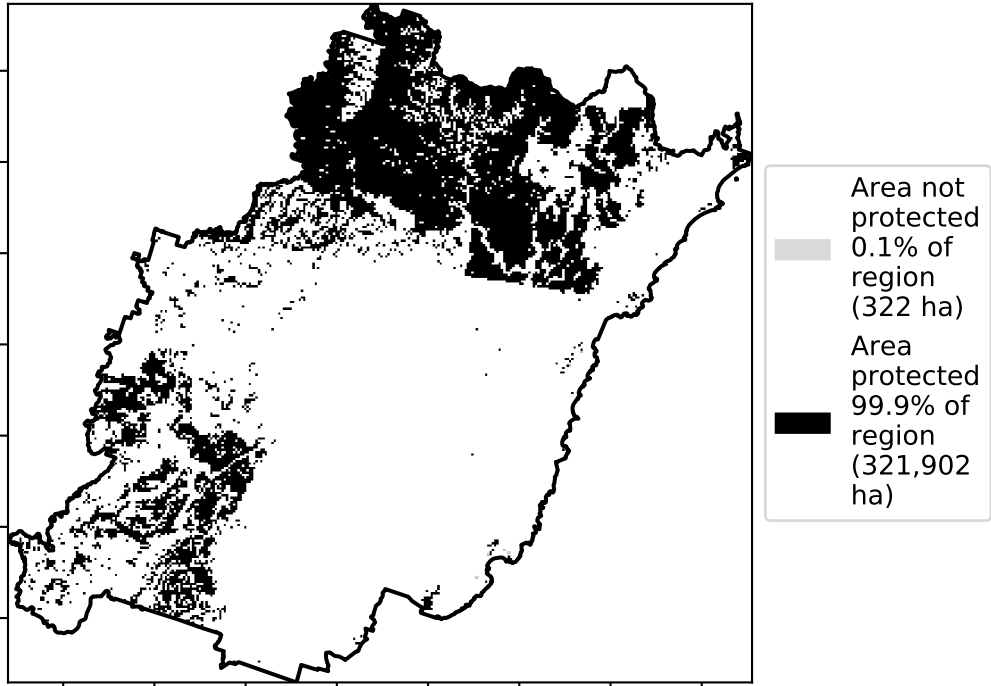 Area not
protected
0.1% of
region
(322 ha)
Area
protected
99.9% of
region
(321,902
ha)